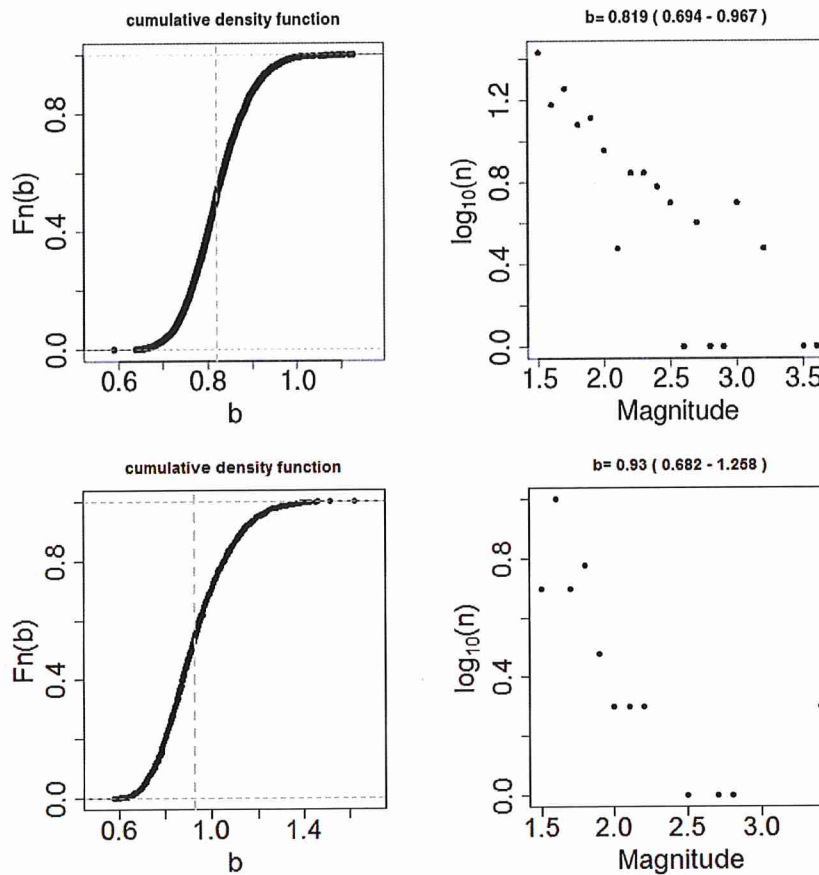 cumulative density function
Fn(b)
0.0 0.4 0.8
0.6 0.8 1.0
b
b= 0.819 ( 0.694 - 0.967 )
log10(n)
0.0 0.4 0.8 1.2
1.5 2.0 2.5 3.0 3.5
Magnitude
cumulative density function
Fn(b)
0.0 0.4 0.8
0.6 1.0 1.4
b
b= 0.93 ( 0.682 - 1.258 )
log10(n)
0.0 0.4 0.8
1.5 2.0 2.5 3.0
Magnitude